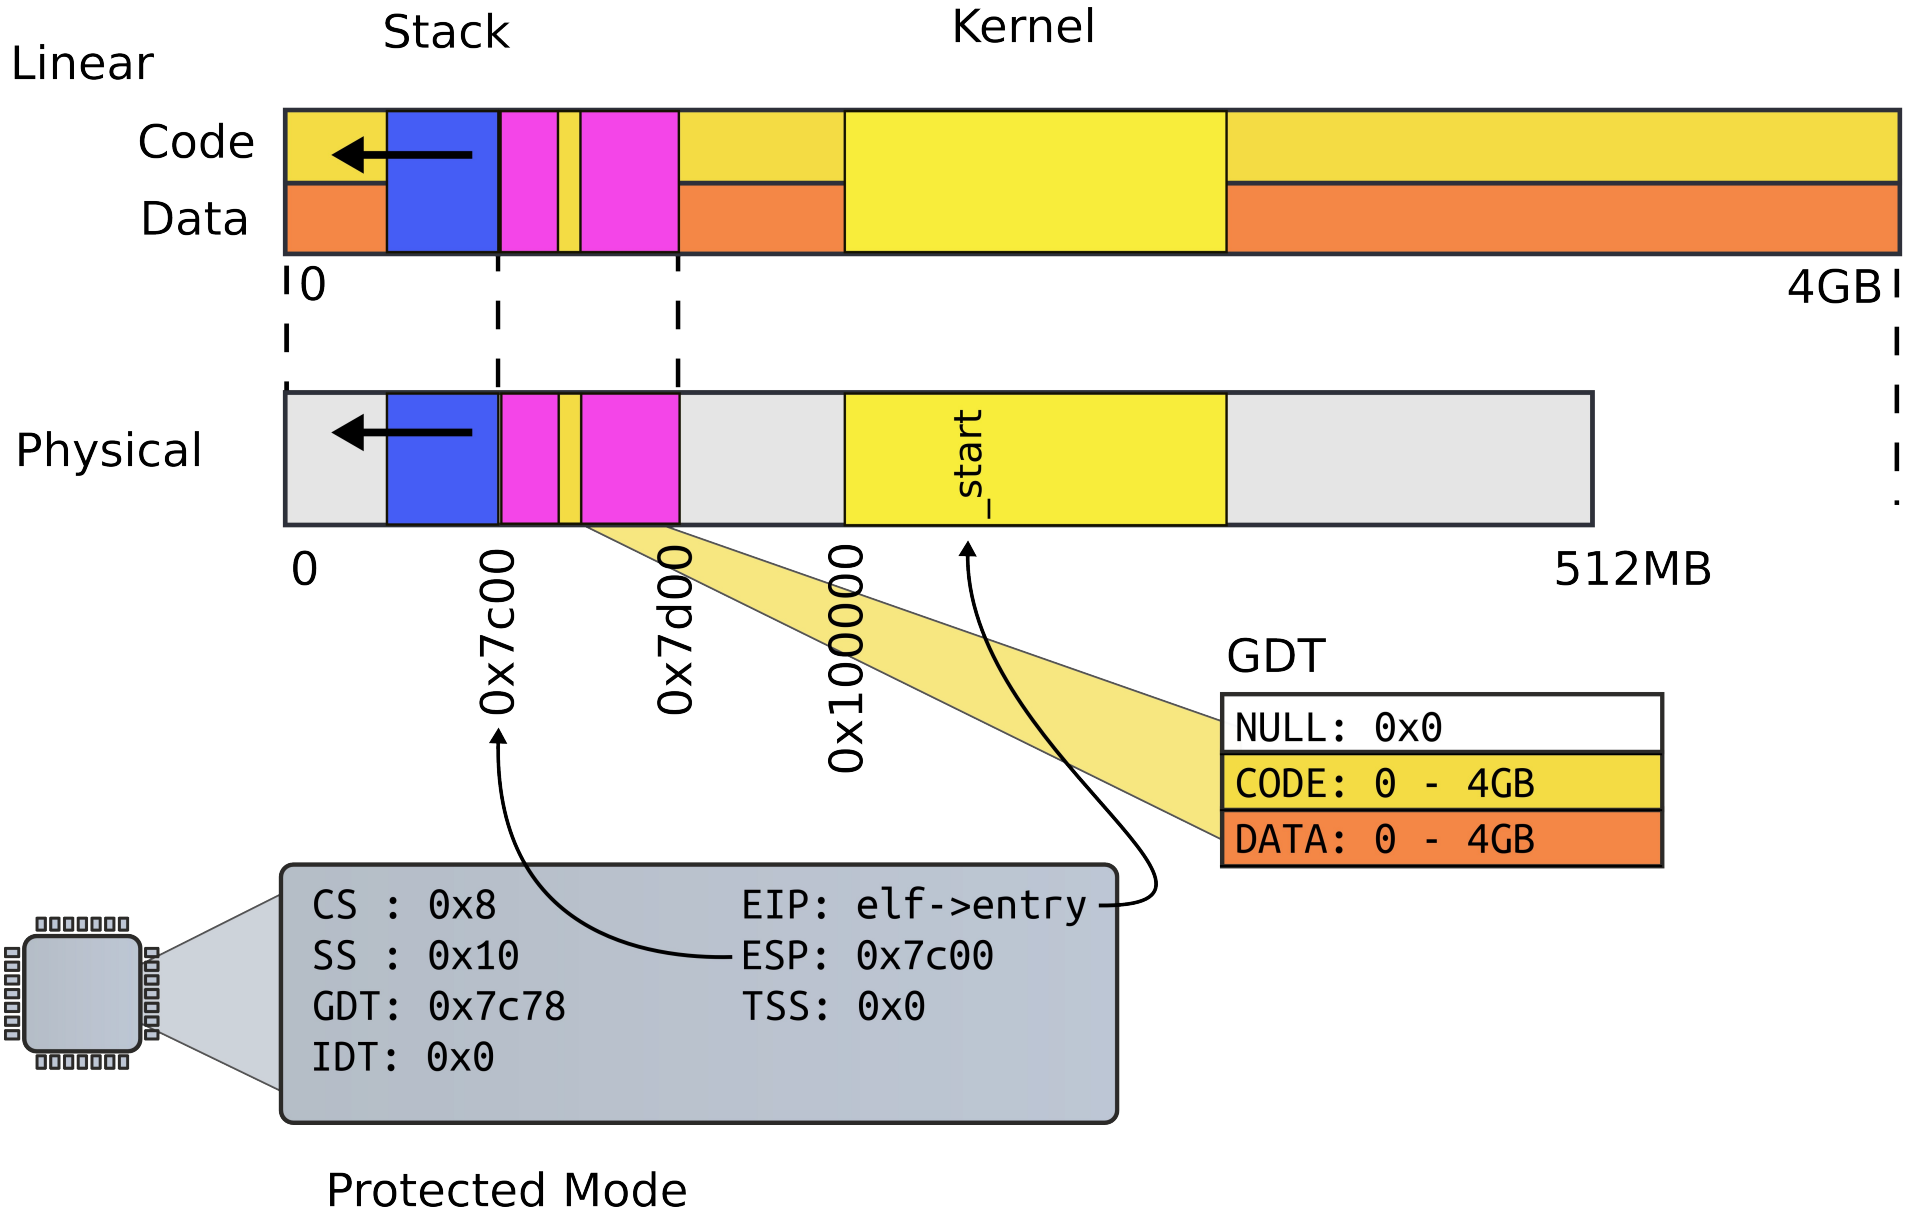 Stack
Kernel
Linear
Code
Data
0
4GB
Physical
_start
0
0x7c00
0x7d00
0x100000
512MB
GDT
NULL: 0x0
CODE: 0 - 4GB
DATA: 0 - 4GB
CS : 0x8
EIP: elf->entry
SS : 0x10
ESP: 0x7c00
GDT: 0x7c78
TSS: 0x0
IDT: 0x0
Protected Mode